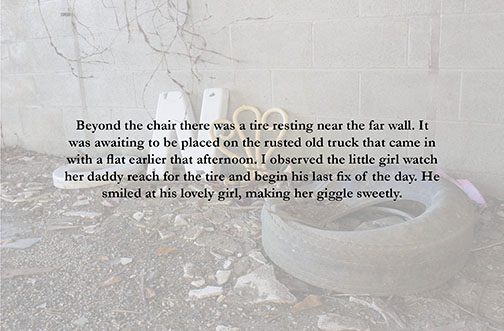 Beyond the chair there was a tire resting near the far wall. It
was awaiting to be placed on the rusted old truck that came in
with a flat earlier that afternoon. I observed the little girl watch
her daddy reach for the tire and begin his last fix of the day. He
smiled at his lovely girl, making her giggle sweetly.